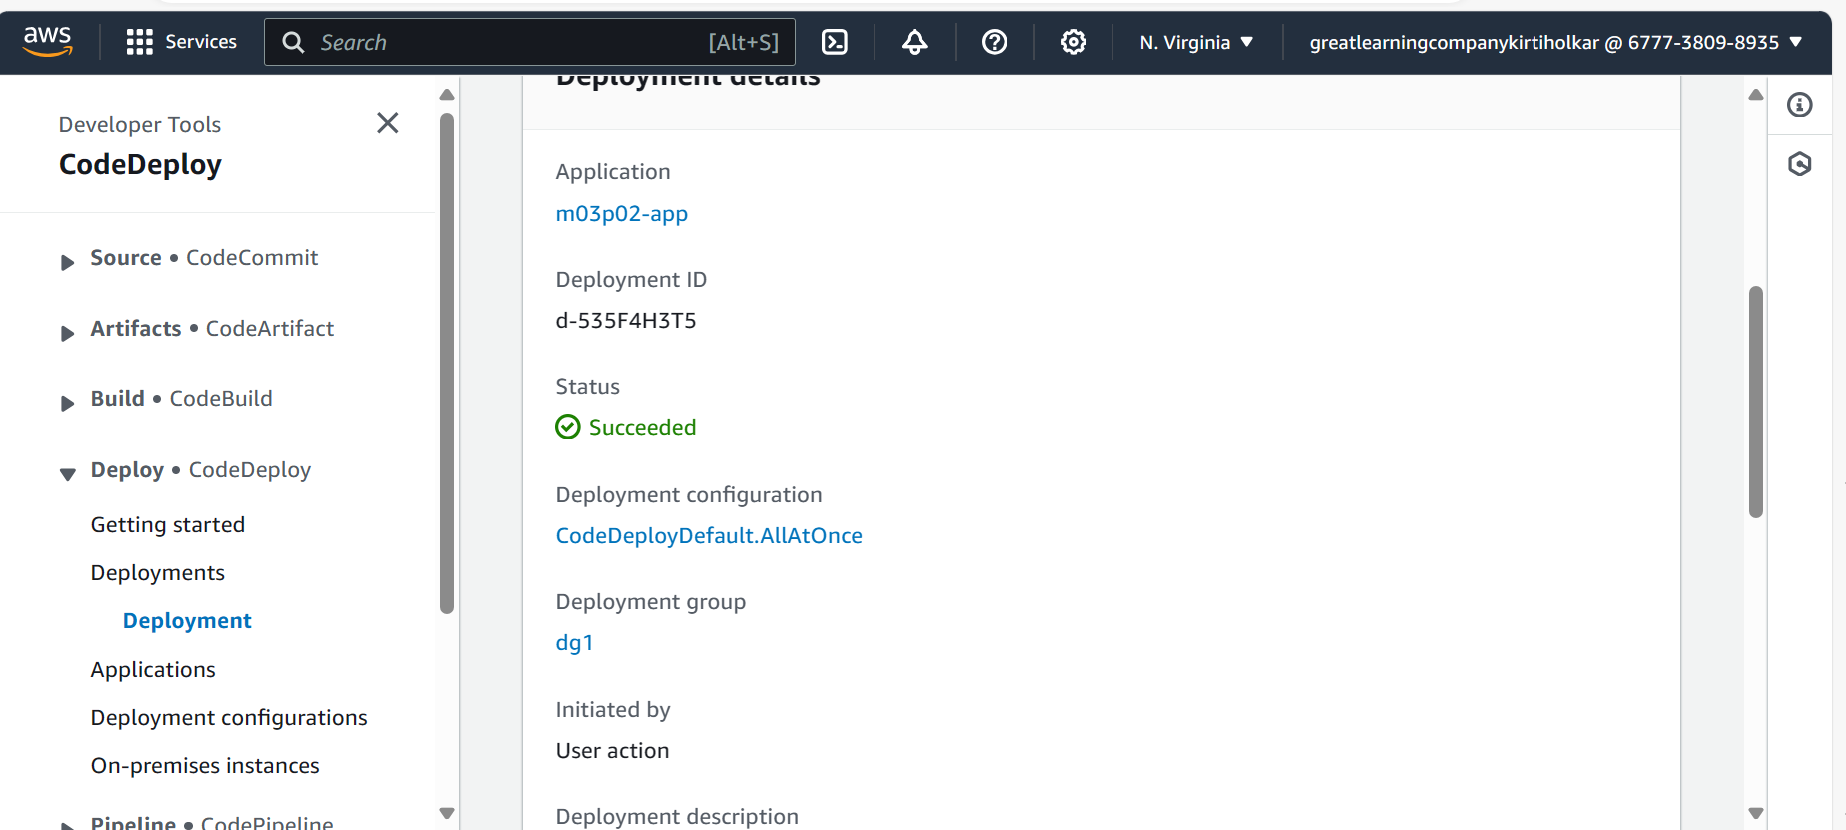 aws
Services
Search
[Alt+S]
N. Virginia
greatlearningcompanykirtiholkar @ 6777-3809-8935
Developer Tools
CodeDeploy
Source • CodeCommit
Artifacts • CodeArtifact
Build • CodeBuild
Deploy • CodeDeploy
Getting started
Deployments
Deployment
Applications
Deployment configurations
On-premises instances
Pipeline • CodePipeline
Deployment details
Application
m03p02-app
Deployment ID
d-535F4H3T5
Status
Succeeded
Deployment configuration
CodeDeployDefault.AllAtOnce
Deployment group
dg1
Initiated by
User action
Deployment description